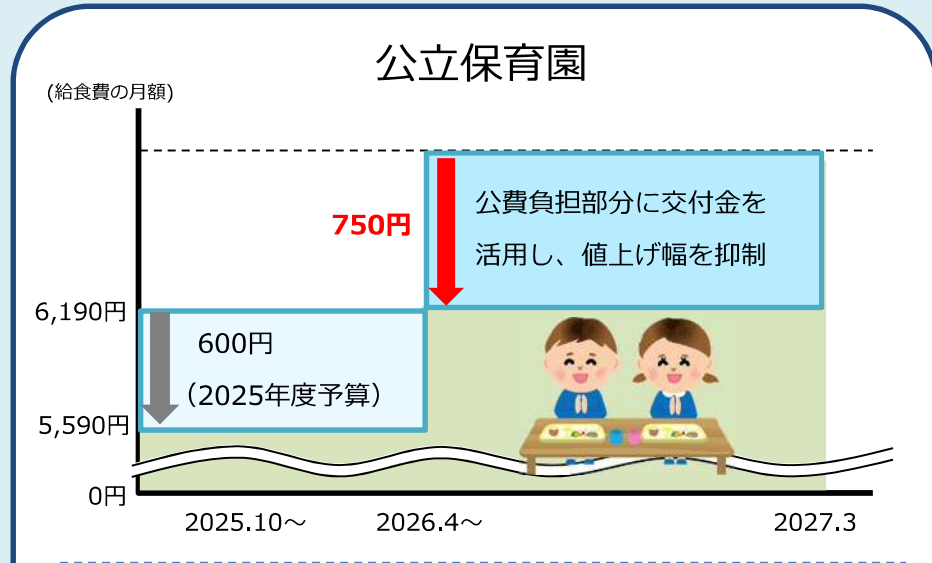 公立保育園
(給食費の月額)
750円
公費負担部分に交付金を
活用し、値上げ幅を抑制
6,190円
600円
（2025年度予算）
5,590円
0円
2025.10～
2026.4～
2027.3